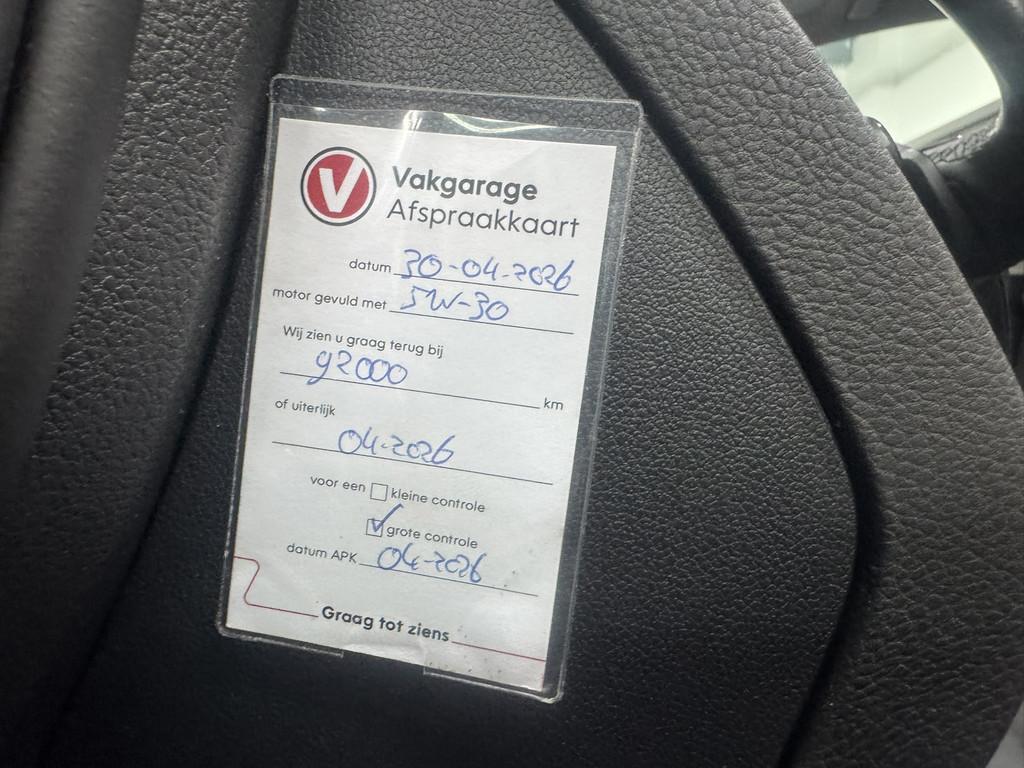 V
Vakgarage
Afspraakkaart
datum 30-04-2026
motor gevuld met 5W-30
Wij zien u graag terug bij
92000 km
of uiterlijk
04-2026
voor een kleine controle
grote controle
datum APK 04-2026
Graag tot ziens